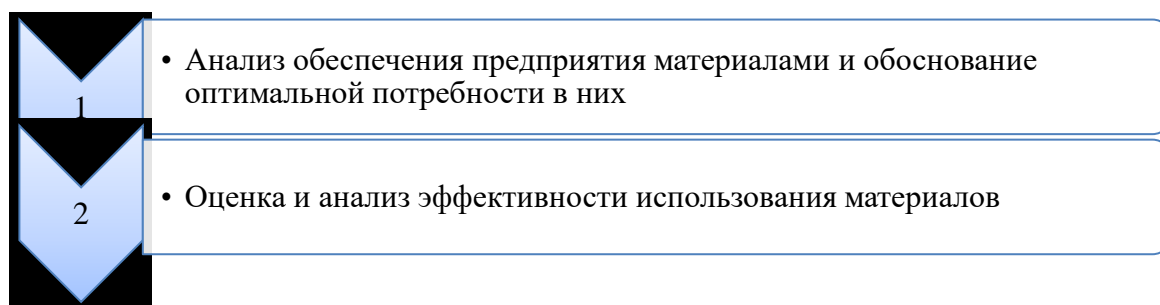 1
• Анализ обеспечения предприятия материалами и обоснование
оптимальной потребности в них
2
• Оценка и анализ эффективности использования материалов